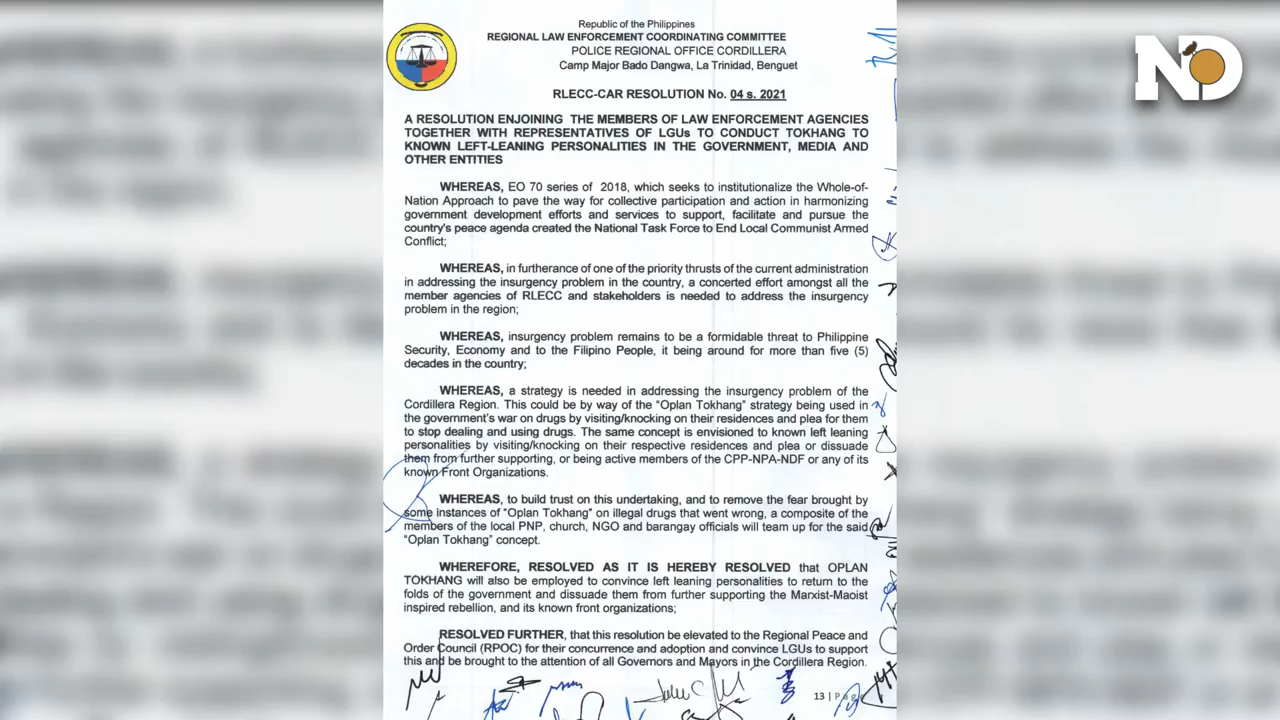 Republic of the Philippines
REGIONAL LAW ENFORCEMENT COORDINATING COMMITTEE
POLICE REGIONAL OFFICE CORDILLERA
Camp Major Bado Dangwa, La Trinidad, Benguet
ND
RLECC-CAR RESOLUTION No. 04 s. 2021
A RESOLUTION ENJOINING THE MEMBERS OF LAW ENFORCEMENT AGENCIES
TOGETHER WITH REPRESENTATIVES OF LGUs TO CONDUCT TOKHANG TO
KNOWN LEFT-LEANING PERSONALITIES IN THE GOVERNMENT, MEDIA AND
OTHER ENTITIES
WHEREAS, EO 70 series of 2018, which seeks to institutionalize the Whole-of-
Nation Approach to pave the way for collective participation and action in harmonizing
government development efforts and services to support, facilitate and pursue the
country's peace agenda created the National Task Force to End Local Communist Armed
Conflict;
WHEREAS, in furtherance of one of the priority thrusts of the current administration
in addressing the insurgency problem in the country, a concerted effort amongst all the
member agencies of RLECC and stakeholders is needed to address the insurgency
problem in the region;
WHEREAS, insurgency problem remains to be a formidable threat to Philippine
Security, Economy and to the Filipino People, it being around for more than five (5)
decades in the country;
WHEREAS, a strategy is needed in addressing the insurgency problem of the
Cordillera Region. This could be by way of the "Oplan Tokhang" strategy being used in
the government's war on drugs by visiting/knocking on their residences and plea for them
to stop dealing and using drugs. The same concept is envisioned to known left leaning
personalities by visiting/knocking on their respective residences and plea or dissuade
them from further supporting, or being active members of the CPP-NPA-NDF or any of its
known Front Organizations.
WHEREAS, to build trust on this undertaking, and to remove the fear brought by
some instances of "Oplan Tokhang" on illegal drugs that went wrong, a composite of the
members of the local PNP, church, NGO and barangay officials will team up for the said
"Oplan Tokhang" concept.
WHEREFORE, RESOLVED AS IT IS HEREBY RESOLVED that OPLAN
TOKHANG will also be employed to convince left leaning personalities to return to the
folds of the government and dissuade them from further supporting the Marxist-Maoist
inspired rebellion, and its known front organizations;
RESOLVED FURTHER, that this resolution be elevated to the Regional Peace and
Order Council (RPOC) for their concurrence and adoption and convince LGUs to support
this and be brought to the attention of all Governors and Mayors in the Cordillera Region.
13 | Page